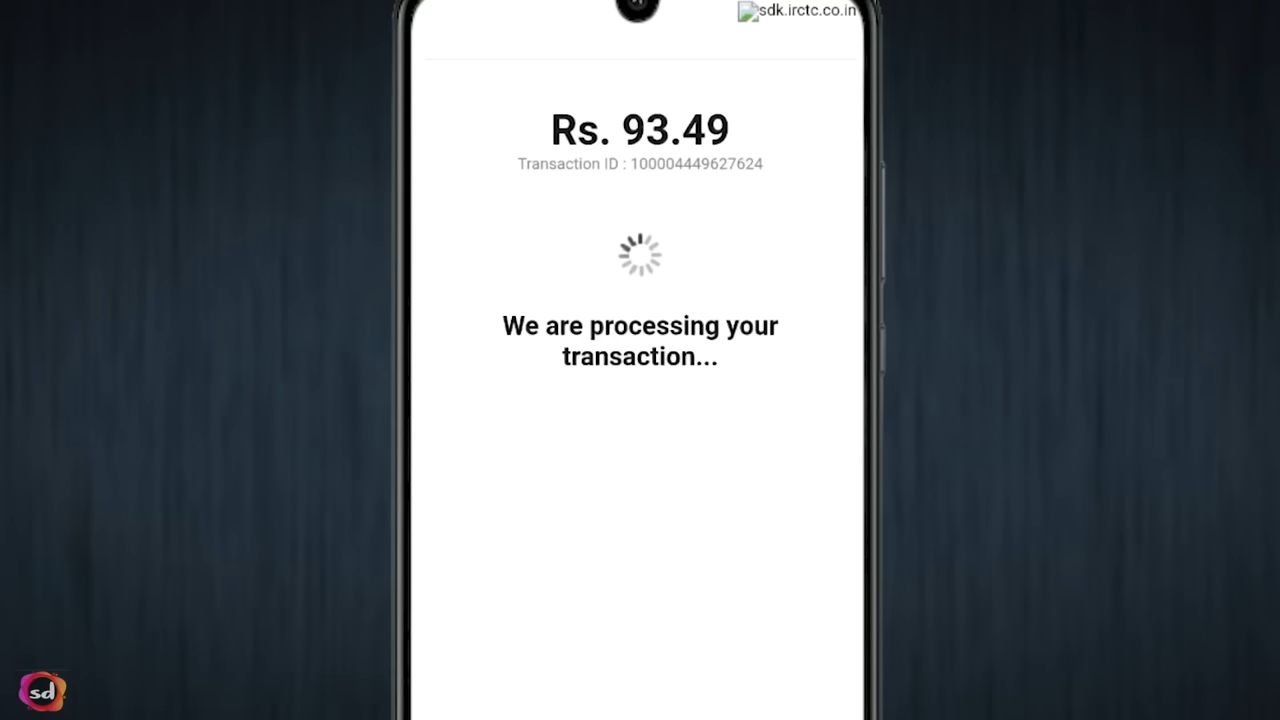 sdk.irctc.co.in
Rs. 93.49
Transaction ID : 100004449627624
We are processing your
transaction...
sd